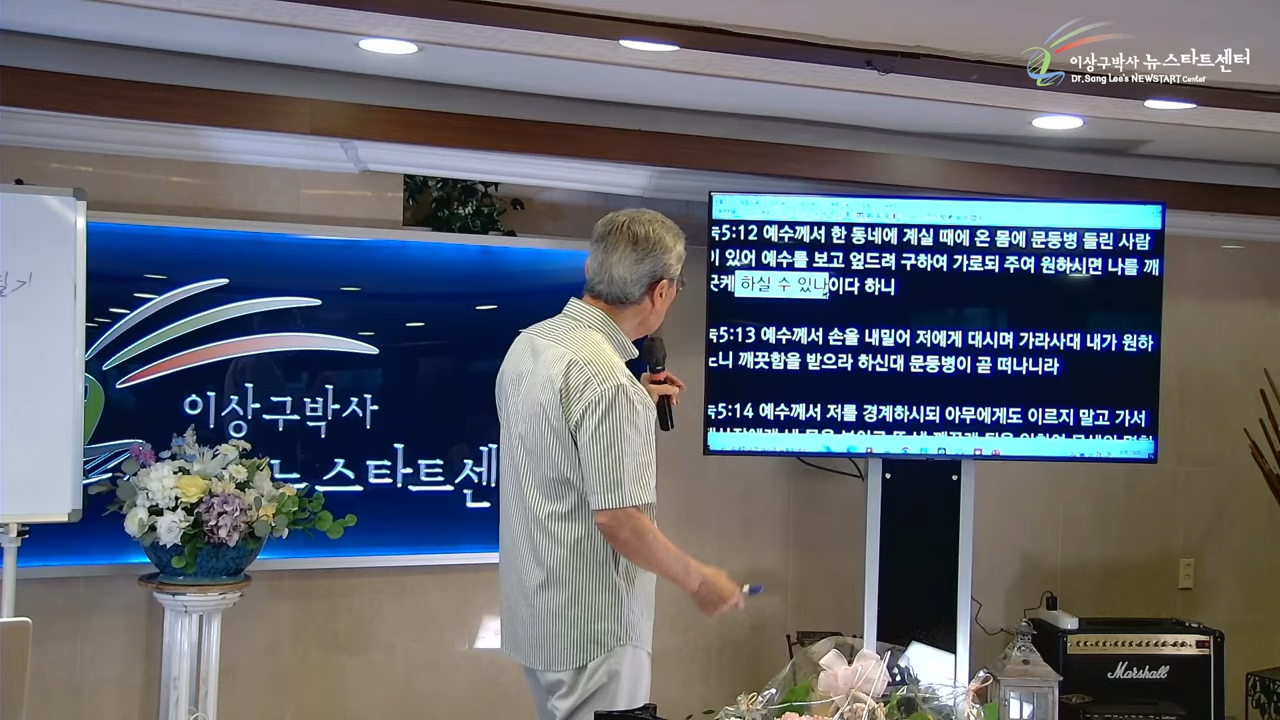 이상구박사 뉴스타트센터
Dr. Sang Lee's NEWSTART Center
5:12 예수께서 한 동네에 계실 때에 온 몸에 문둥병 들린 사람
이 있어 예수를 보고 엎드려 구하여 가로되 주여 원하시면 나를 깨
끗케 하실 수 있나이다 하니
5:13 예수께서 손을 내밀어 저에게 대시며 가라사대 내가 원하
노니 깨끗함을 받으라 하신대 문둥병이 곧 떠나니라
5:14 예수께서 저를 경계하시되 아무에게도 이르지 말고 가서
이상구박사
뉴스타트센
Marshall